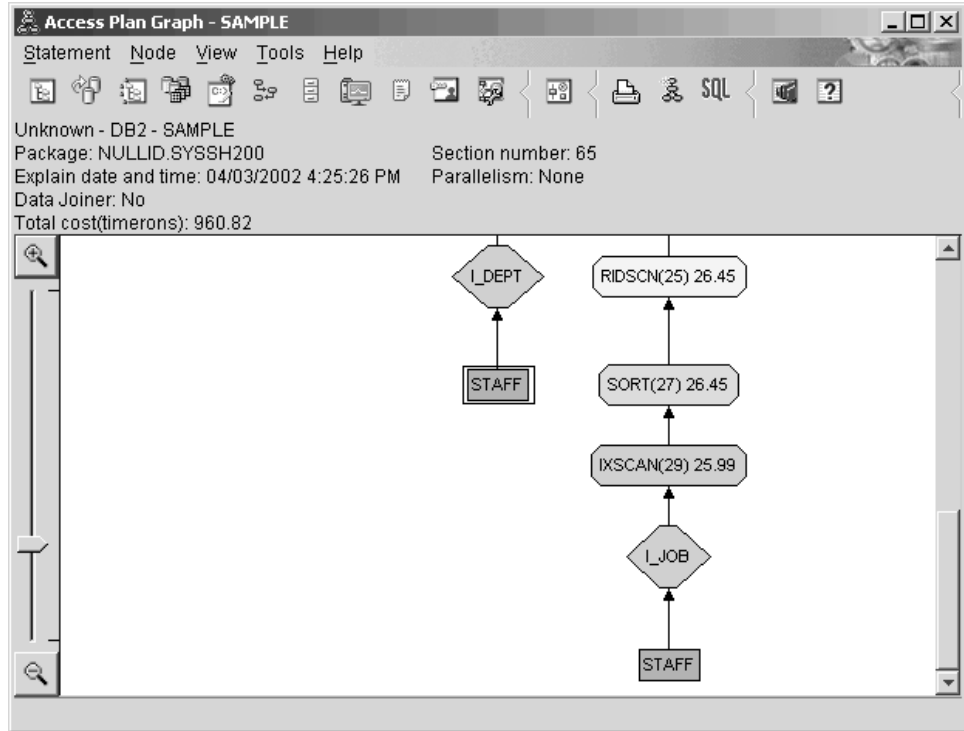 Access Plan Graph - SAMPLE
Statement Node View Tools Help
SQL ?
Unknown - DB2 - SAMPLE
Package: NULLID.SYSSH200 Section number: 65
Explain date and time: 04/03/2002 4:25:26 PM Parallelism: None
Data Joiner: No
Total cost(timerons): 960.82
I_DEPT RIDSCN(25) 26.45
STAFF SORT(27) 26.45
IXSCAN(29) 25.99
I_JOB
STAFF